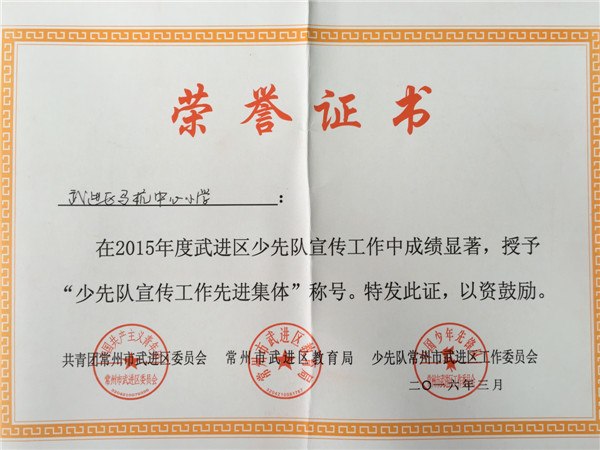 荣誉证书
武进区马杭中心小学：
在2015年度武进区少先队宣传工作中成绩显著，授予
“少先队宣传工作先进集体”称号。特发此证，以资鼓励。
共青团常州市武进区委员会 常州市武进区教育局 少先队常州市武进区工作委员会
二〇一六年三月